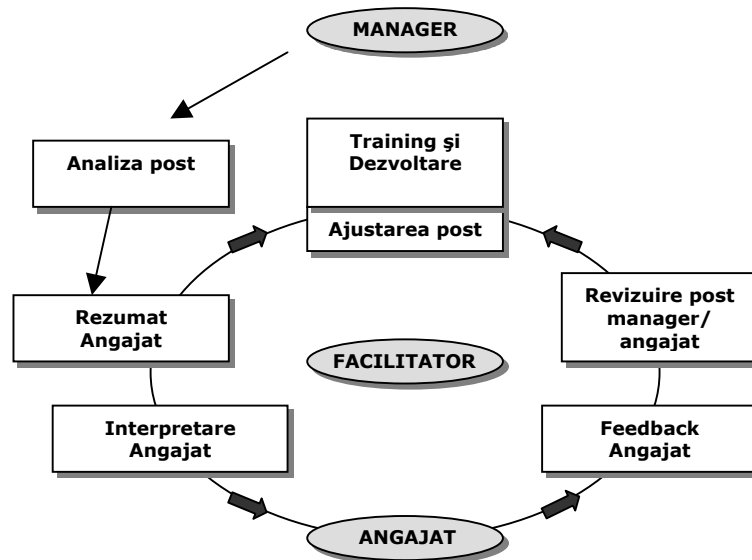 MANAGER
Training şi
Dezvoltare
Analiza post
Ajustarea post
Rezumat
Angajat
Revizuire post
manager/
angajat
FACILITATOR
Interpretare
Angajat
Feedback
Angajat
ANGAJAT